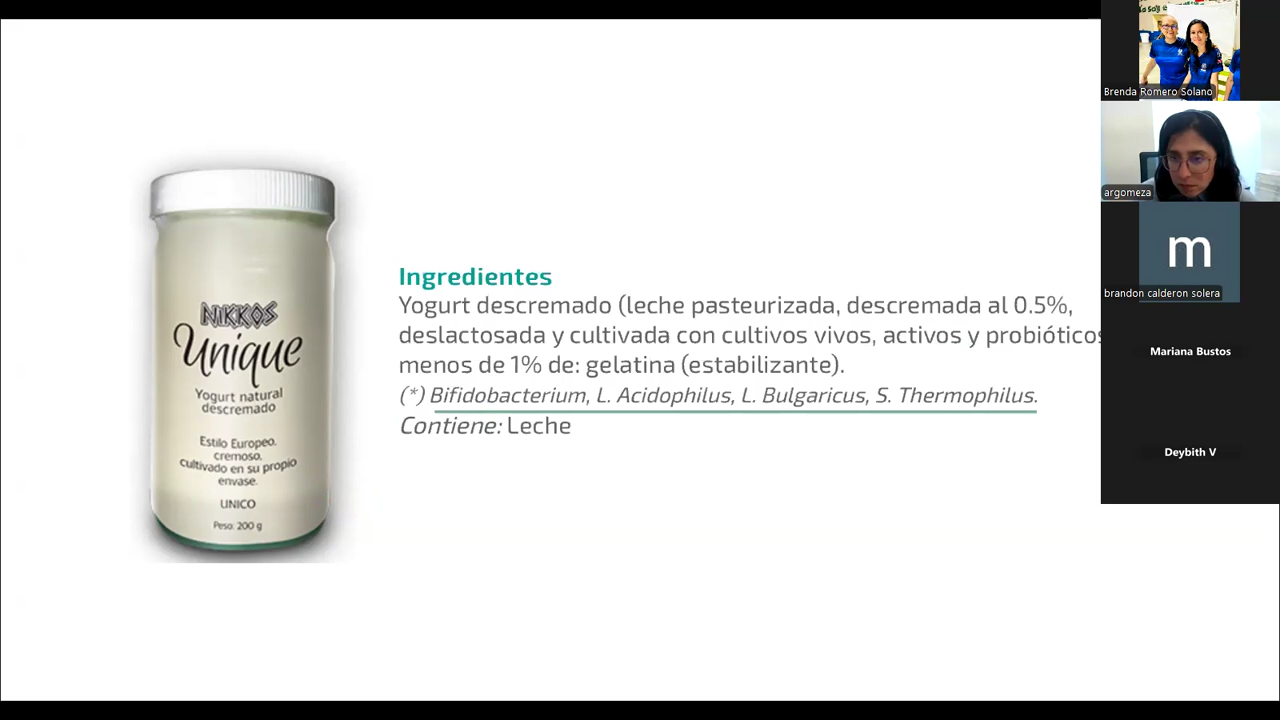 NIKKOS
Unique
Yogurt natural
descremado
Estilo Europeo,
cremoso,
cultivado en su propio
envase.
UNICO
Peso: 200 g
Ingredientes
Yogurt descremado (leche pasteurizada, descremada al 0.5%,
deslactosada y cultivada con cultivos vivos, activos y probióticos
menos de 1% de: gelatina (estabilizante).
(*) Bifidobacterium, L. Acidophilus, L. Bulgaricus, S. Thermophilus.
Contiene: Leche
Brenda Romero Solano
argomeza
m
brandon calderon solera
Mariana Bustos
Deybith V